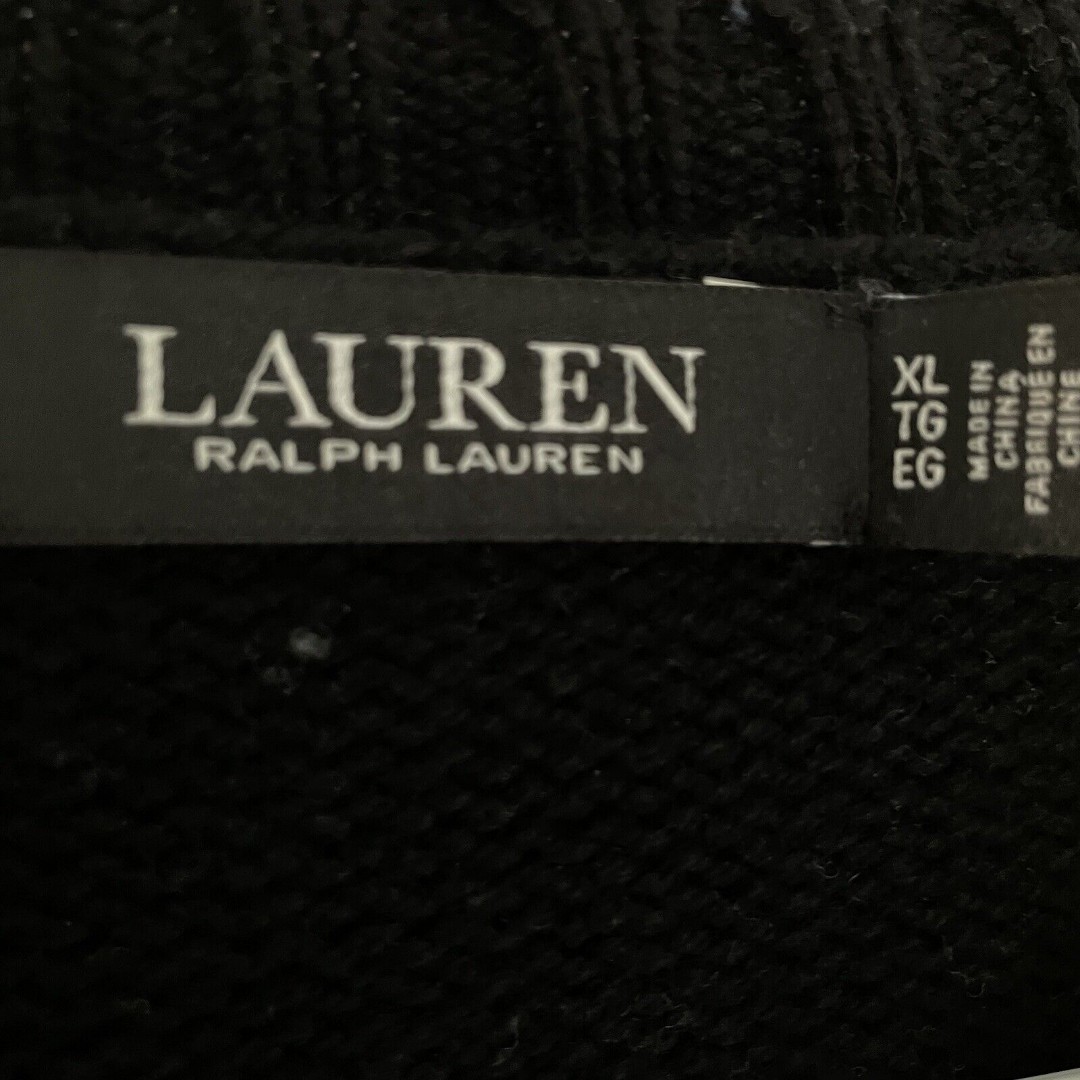 LAUREN
RALPH LAUREN
XL
TG
EG
MADE IN
CHINA
FABRIQUÉ EN
CHINE